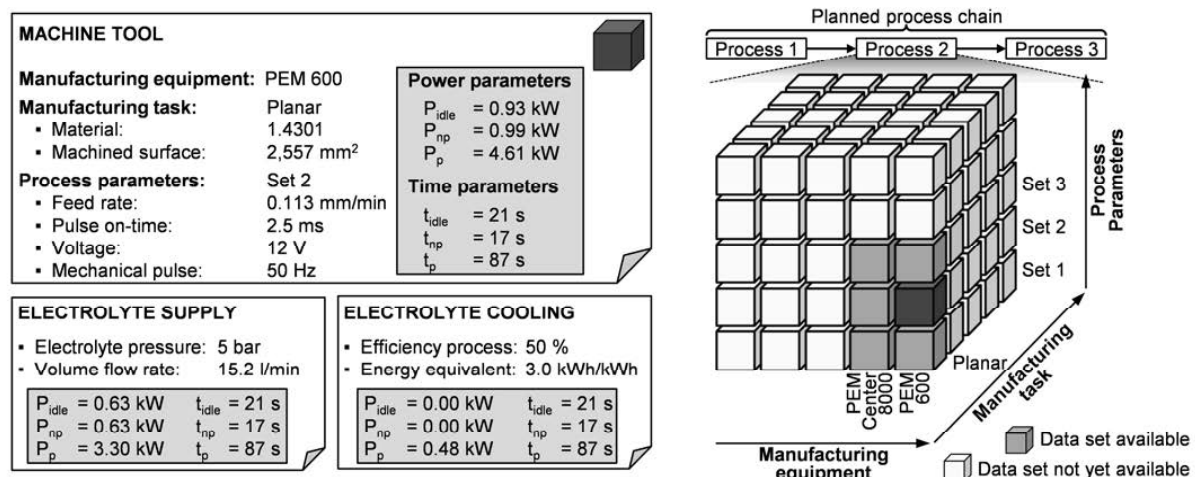 MACHINE TOOL
Manufacturing equipment: PEM 600
Manufacturing task: Planar
▪ Material: 1.4301
▪ Machined surface: 2,557 mm²
Process parameters: Set 2
▪ Feed rate: 0.113 mm/min
▪ Pulse on-time: 2.5 ms
▪ Voltage: 12 V
▪ Mechanical pulse: 50 Hz
Power parameters
P_idle = 0.93 kW
P_np = 0.99 kW
P_p = 4.61 kW
Time parameters
t_idle = 21 s
t_np = 17 s
t_p = 87 s
ELECTROLYTE SUPPLY
▪ Electrolyte pressure: 5 bar
- Volume flow rate: 15.2 l/min
P_idle = 0.63 kW t_idle = 21 s
P_np = 0.63 kW t_np = 17 s
P_p = 3.30 kW t_p = 87 s
ELECTROLYTE COOLING
▪ Efficiency process: 50 %
- Energy equivalent: 3.0 kWh/kWh
P_idle = 0.00 kW t_idle = 21 s
P_np = 0.00 kW t_np = 17 s
P_p = 0.48 kW t_p = 87 s
Planned process chain
Process 1
Process 2
Process 3
Set 3
Set 2
Set 1
Process
Parameters
Planar
Manufacturing
task
PEM
Center
8000
PEM
600
Manufacturing
equipment
Data set available
Data set not yet available